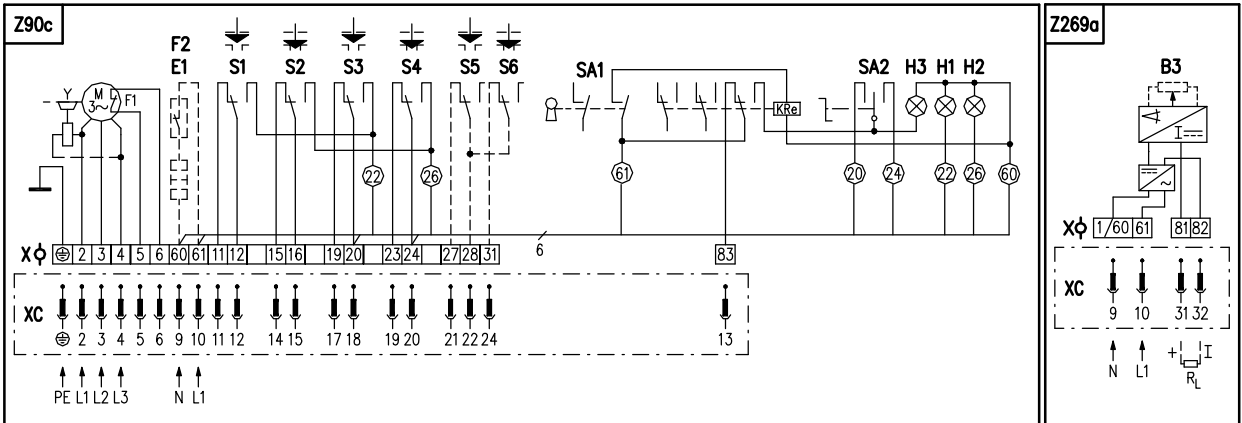 Z90c
F2
E1 S1 S2 S3 S4 S5 S6 SA1 SA2 H3 H1 H2
Y M 3~ F1
KRe
22 26 61 20 24 22 26 60
X 2 3 4 5 6 60 61 11 12 15 16 19 20 23 24 27 28 31 6 83
XC
2 3 4 5 6 9 10 11 12 14 15 17 18 19 20 21 22 24 13
PE L1 L2 L3 N L1
Z269a
B3
I
~
X 1/60 61 81 82
XC
9 10 31 32
+ I
N L1 RL